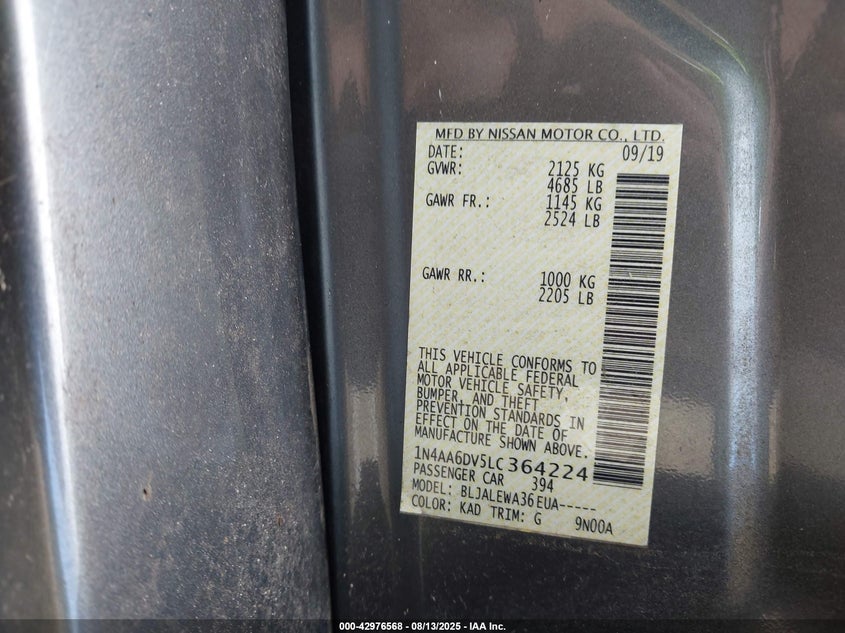 MFD BY NISSAN MOTOR CO., LTD.
DATE: 09/19
GVWR: 2125 KG
4685 LB
GAWR FR.: 1145 KG
2524 LB
GAWR RR.: 1000 KG
2205 LB
THIS VEHICLE CONFORMS TO
ALL APPLICABLE FEDERAL
MOTOR VEHICLE SAFETY,
BUMPER, AND THEFT
PREVENTION STANDARDS IN
EFFECT ON THE DATE OF
MANUFACTURE SHOWN ABOVE.
1N4AA6DV5LC364224
PASSENGER CAR 394
MODEL: BLJALEWA36EUA-----
COLOR: KAD TRIM: G 9N00A
000-42976568 - 08/13/2025 - IAA Inc.